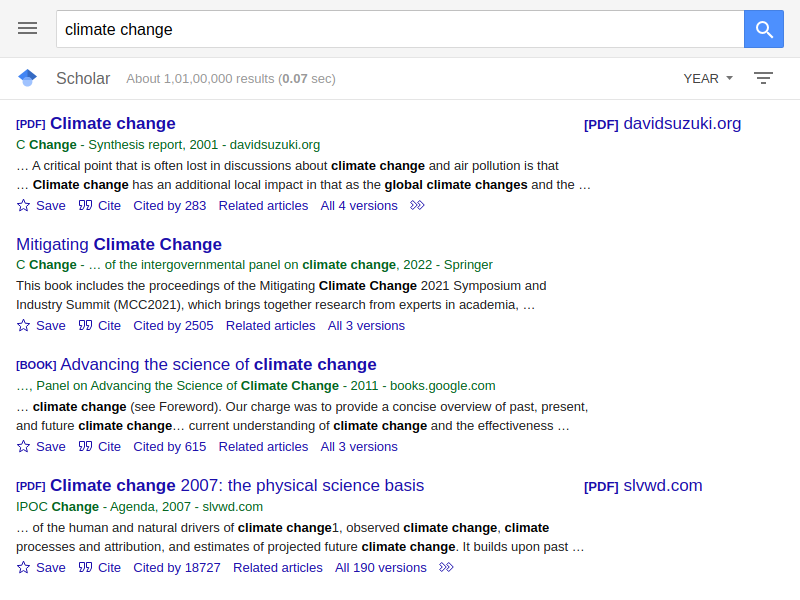 climate change
Scholar About 1,01,00,000 results (0.07 sec) YEAR
[PDF] Climate change [PDF] davidsuzuki.org
C Change - Synthesis report, 2001 - davidsuzuki.org
… A critical point that is often lost in discussions about climate change and air pollution is that
… Climate change has an additional local impact in that as the global climate changes and the …
Save Cite Cited by 283 Related articles All 4 versions
Mitigating Climate Change
C Change - … of the intergovernmental panel on climate change, 2022 - Springer
This book includes the proceedings of the Mitigating Climate Change 2021 Symposium and
Industry Summit (MCC2021), which brings together research from experts in academia, …
Save Cite Cited by 2505 Related articles All 3 versions
[BOOK] Advancing the science of climate change
…, Panel on Advancing the Science of Climate Change - 2011 - books.google.com
… climate change (see Foreword). Our charge was to provide a concise overview of past, present,
and future climate change… current understanding of climate change and the effectiveness …
Save Cite Cited by 615 Related articles All 3 versions
[PDF] Climate change 2007: the physical science basis [PDF] slvwd.com
IPOC Change - Agenda, 2007 - slvwd.com
… of the human and natural drivers of climate change1, observed climate change, climate
processes and attribution, and estimates of projected future climate change. It builds upon past …
Save Cite Cited by 18727 Related articles All 190 versions